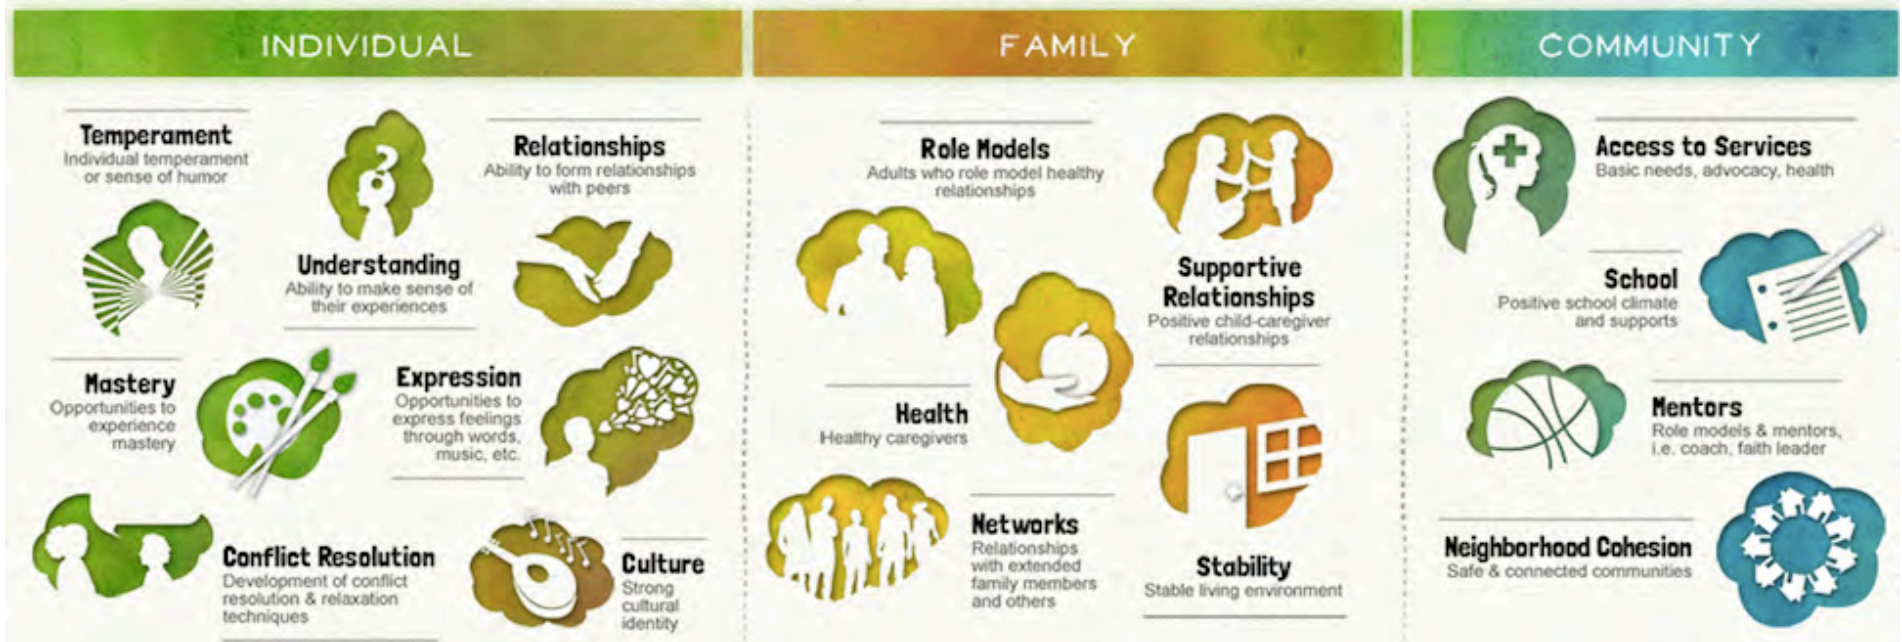 INDIVIDUAL
Temperament
Individual temperament
or sense of humor
Understanding
Ability to make sense of
their experiences
Relationships
Ability to form relationships
with peers
Mastery
Opportunities to
experience
mastery
Expression
Opportunities to
express feelings
through words,
music, etc.
Conflict Resolution
Development of conflict
resolution & relaxation
techniques
Culture
Strong
cultural
identity
FAMILY
Role Models
Adults who role model healthy
relationships
Supportive
Relationships
Positive child-caregiver
relationships
Health
Healthy caregivers
Networks
Relationships
with extended
family members
and others
Stability
Stable living environment
COMMUNITY
Access to Services
Basic needs, advocacy, health
School
Positive school climate
and supports
Mentors
Role models & mentors,
i.e. coach, faith leader
Neighborhood Cohesion
Safe & connected communities